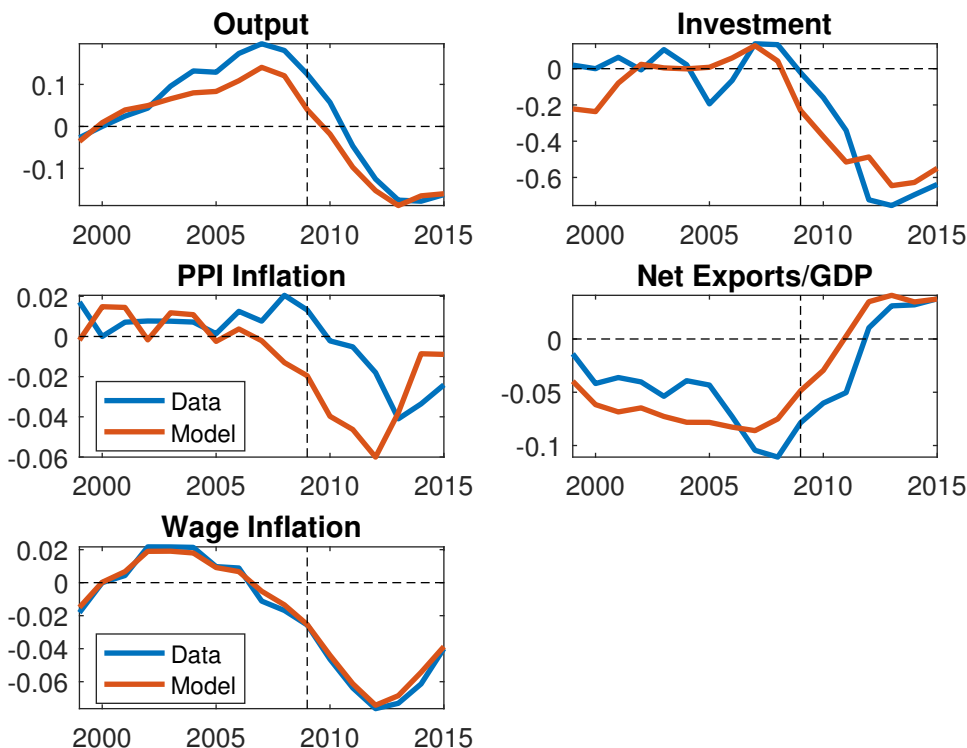 Output
0.1
0
-0.1
2000 2005 2010 2015
Investment
0
-0.2
-0.4
-0.6
2000 2005 2010 2015
PPI Inflation
0.02
0
-0.02
-0.04
-0.06
Data
Model
2000 2005 2010 2015
Net Exports/GDP
0
-0.05
-0.1
2000 2005 2010 2015
Wage Inflation
0.02
0
-0.02
-0.04
-0.06
Data
Model
2000 2005 2010 2015